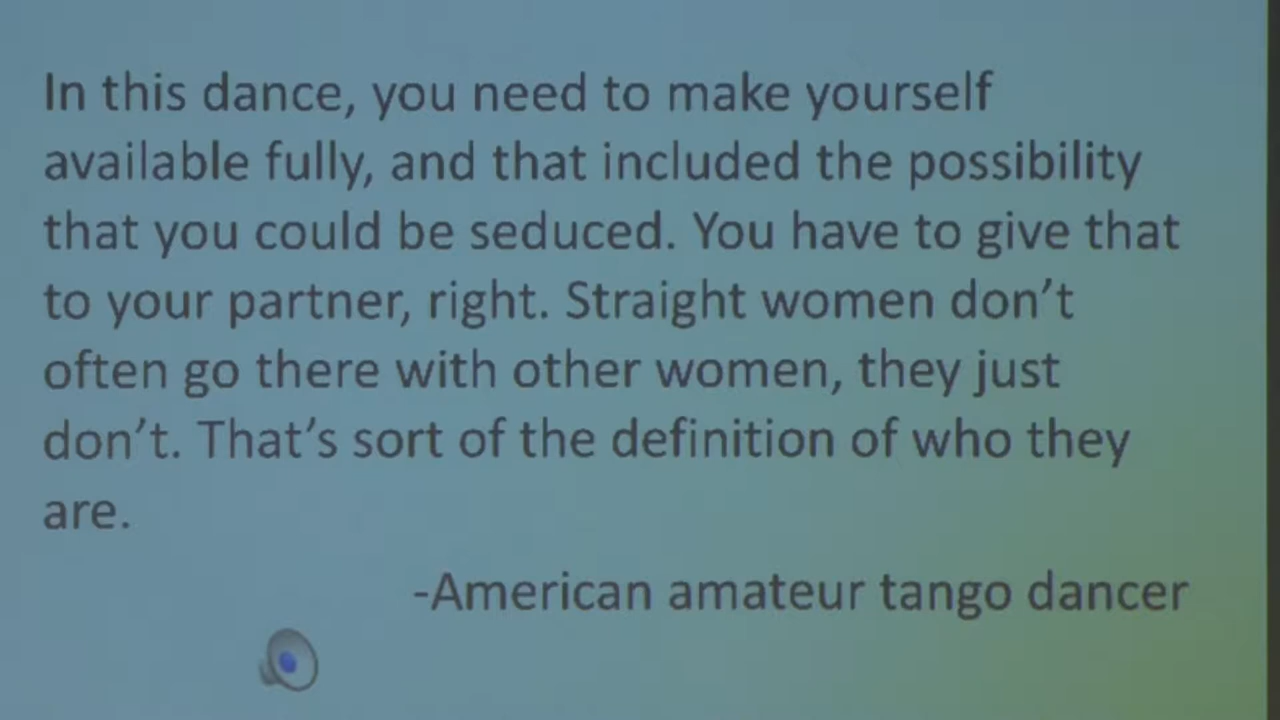 In this dance, you need to make yourself
available fully, and that included the possibility
that you could be seduced. You have to give that
to your partner, right. Straight women don’t
often go there with other women, they just
don’t. That’s sort of the definition of who they
are.
-American amateur tango dancer